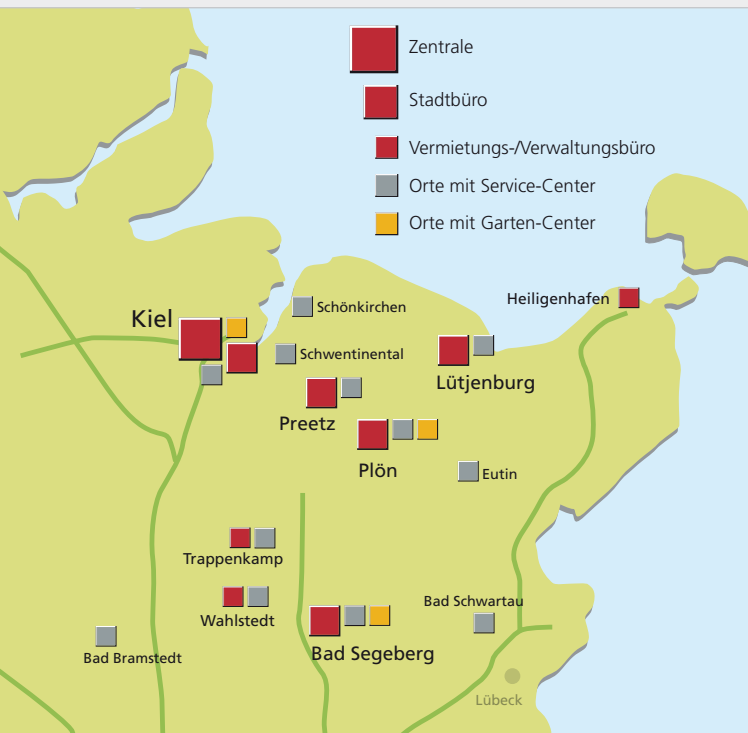 Zentrale
Stadtbüro
Vermietungs-/Verwaltungsbüro
Orte mit Service-Center
Orte mit Garten-Center
Heiligenhafen
Schönkirchen
Kiel
Schwentinental
Lütjenburg
Preetz
Plön
Eutin
Trappenkamp
Bad Schwartau
Wahlstedt
Bad Segeberg
Bad Bramstedt
Lübeck